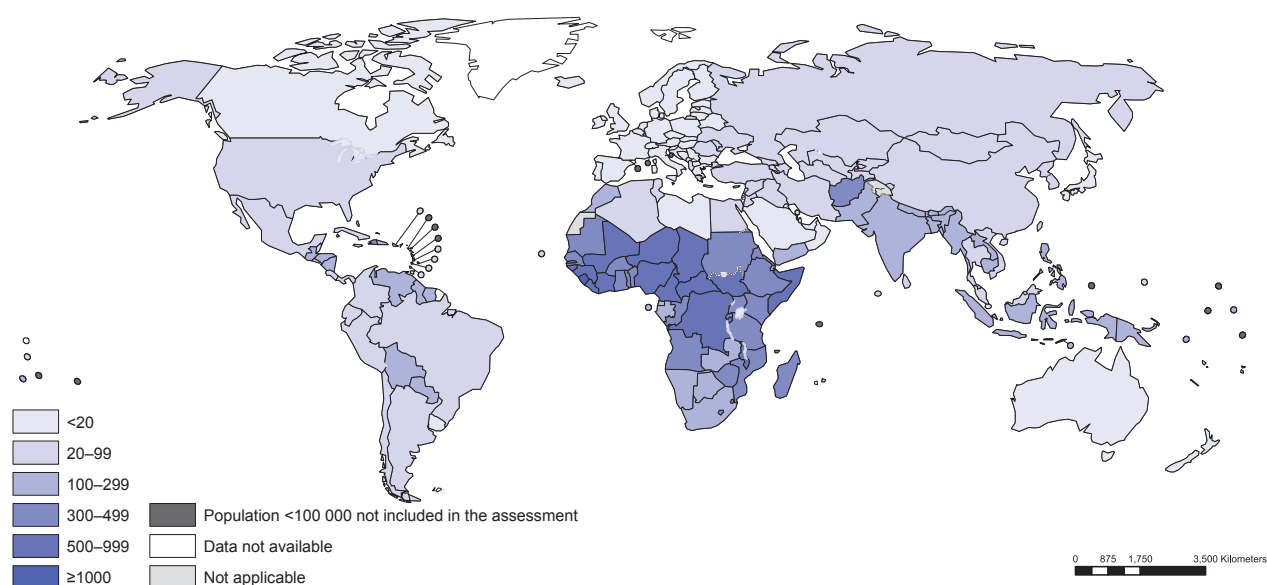 <20
20–99
100–299
300–499
500–999
≥1000
Population <100 000 not included in the assessment
Data not available
Not applicable
0 875 1,750 3,500 Kilometers